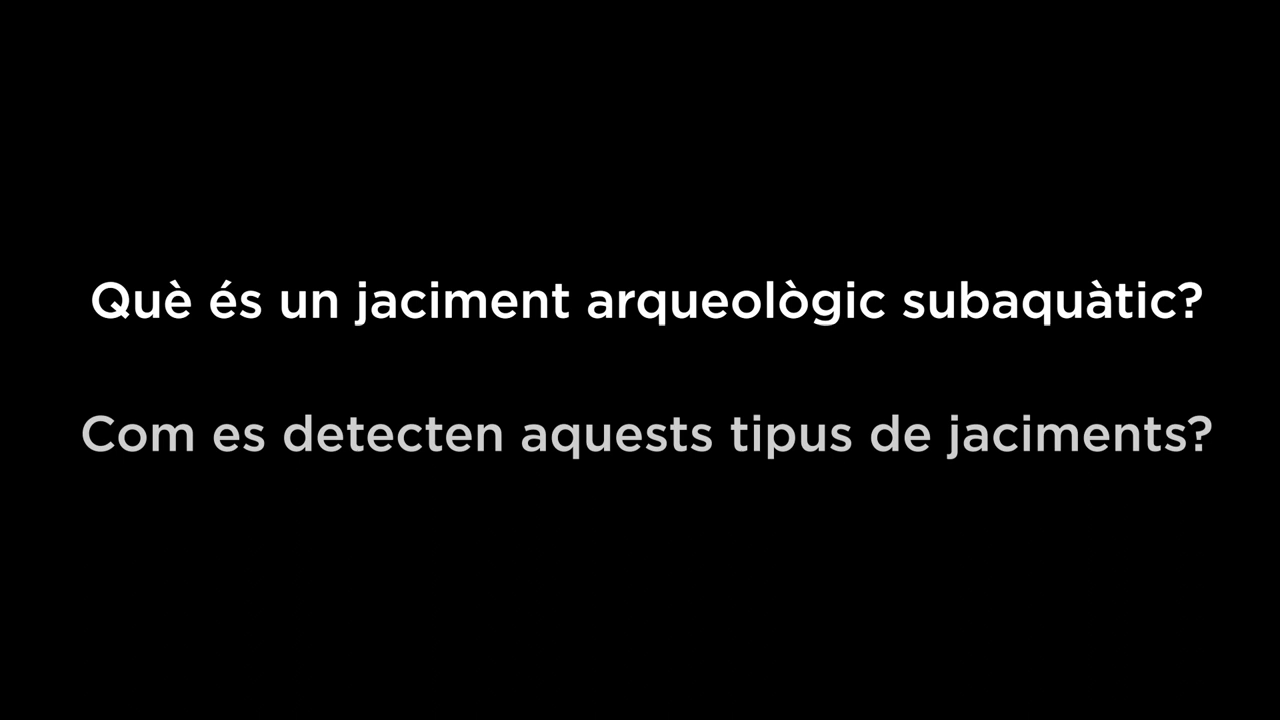 Què és un jaciment arqueològic subaquàtic?
Com es detecten aquests tipus de jaciments?